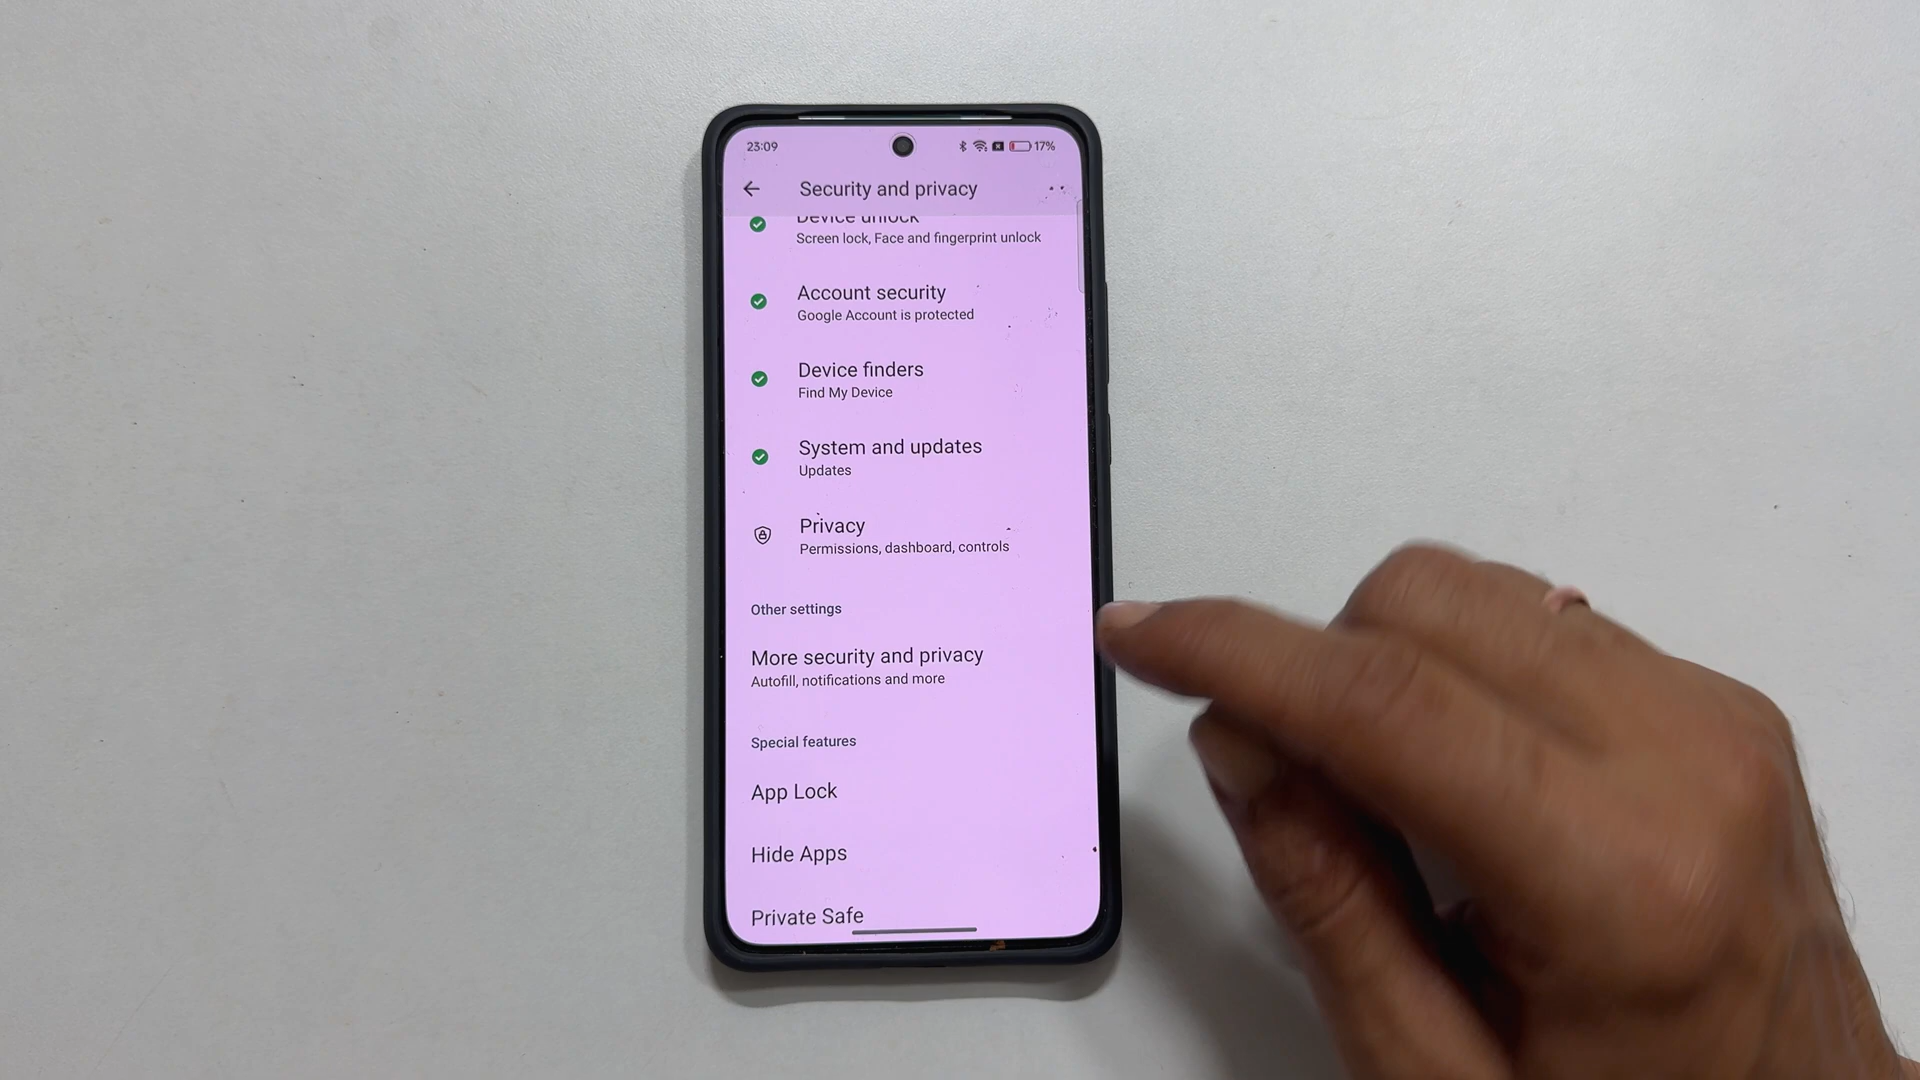 23:09
17%
Security and privacy
Device unlock
Screen lock, Face and fingerprint unlock
Account security
Google Account is protected
Device finders
Find My Device
System and updates
Updates
Privacy
Permissions, dashboard, controls
Other settings
More security and privacy
Autofill, notifications and more
Special features
App Lock
Hide Apps
Private Safe